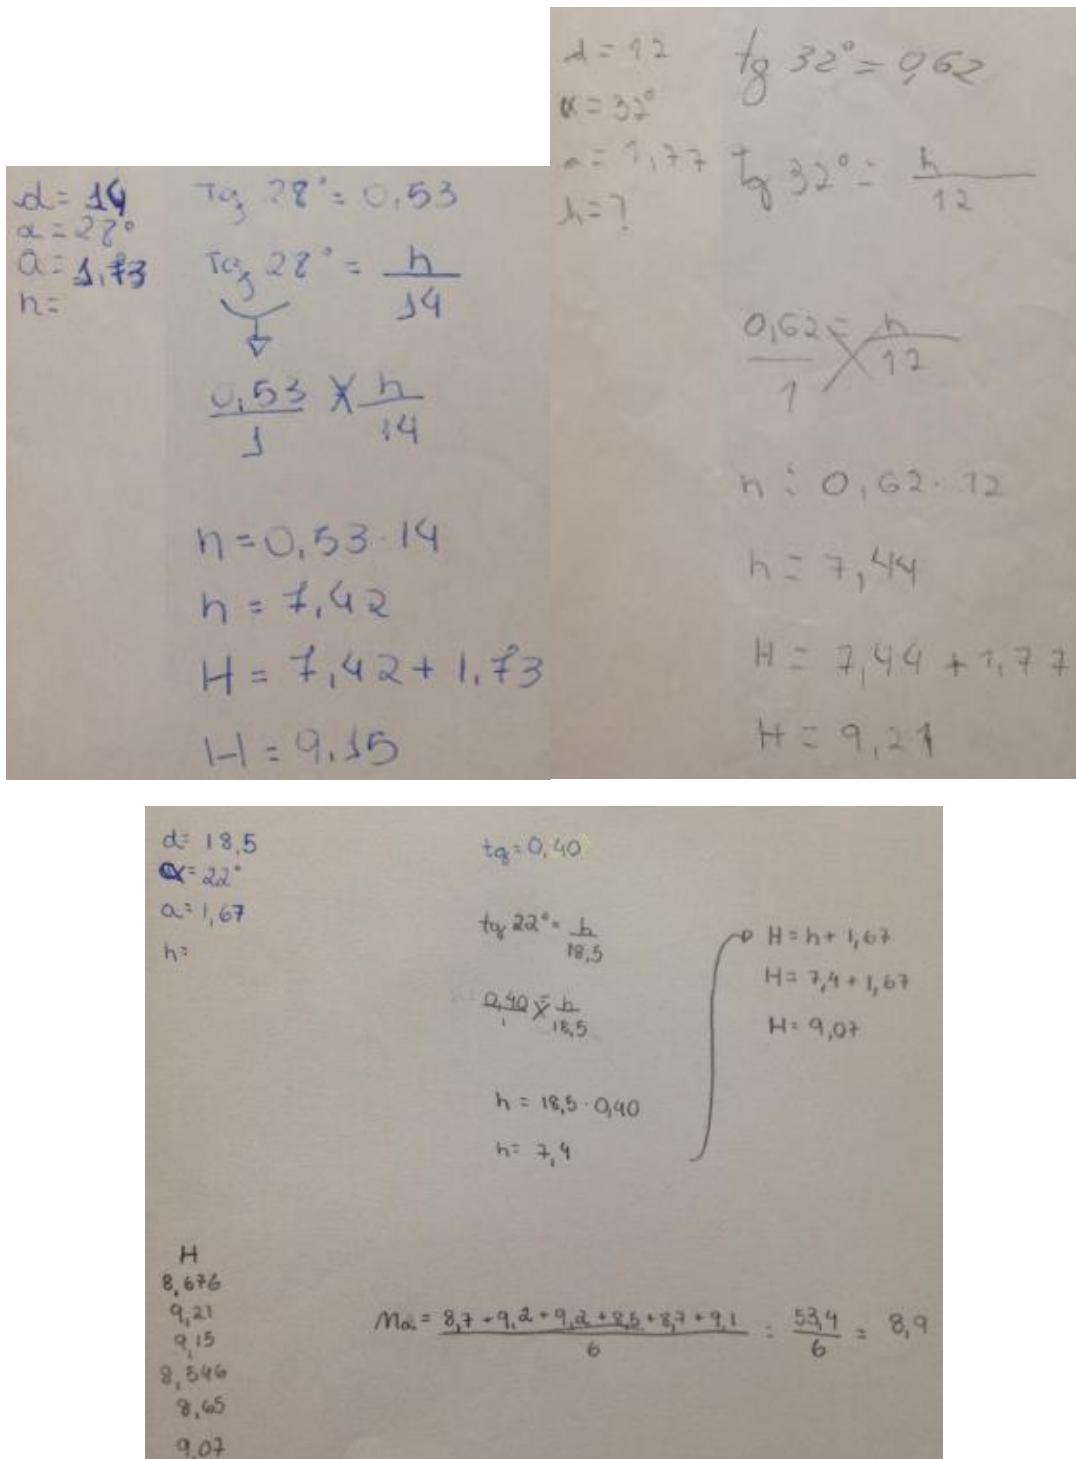 d = 14
α = 28°
a = 1,73
h =
Tg 28° = 0,53
Tg 28° = h
14
0,53 X h
1 14
h = 0,53 · 14
h = 7,42
H = 7,42 + 1,73
H = 9,15
d = 12
α = 32°
a = 1,77
h = ?
tg 32° = 0,62
tg 32° = h
12
0,62 = h
1 12
h = 0,62 · 12
h = 7,44
H = 7,44 + 1,77
H = 9,21
d = 18,5
α = 22°
a = 1,67
h =
tg = 0,40
tg 22° = h
18,5
0,40 = h
1 18,5
h = 18,5 · 0,40
h = 7,4
H = h + 1,67
H = 7,4 + 1,67
H = 9,07
H
8,676
9,21
9,15
8,546
8,65
9,07
Ma = 8,7 + 9,2 + 9,2 + 8,5 + 8,7 + 9,1 = 53,4 = 8,9
6 6